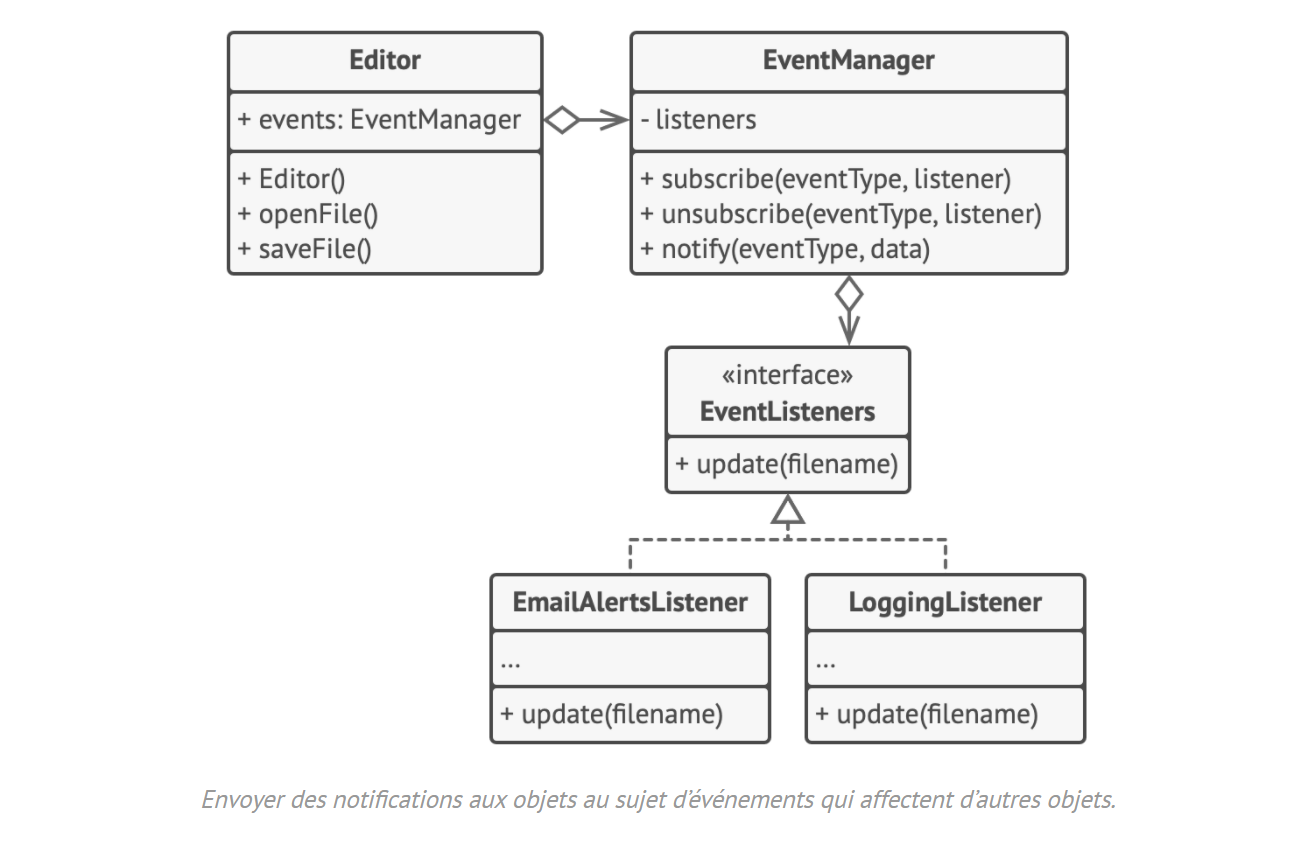 Editor
+ events: EventManager
+ Editor()
+ openFile()
+ saveFile()
EventManager
- listeners
+ subscribe(eventType, listener)
+ unsubscribe(eventType, listener)
+ notify(eventType, data)
«interface»
EventListeners
+ update(filename)
EmailAlertsListener
...
+ update(filename)
LoggingListener
...
+ update(filename)
Envoyer des notifications aux objets au sujet d’événements qui affectent d’autres objets.